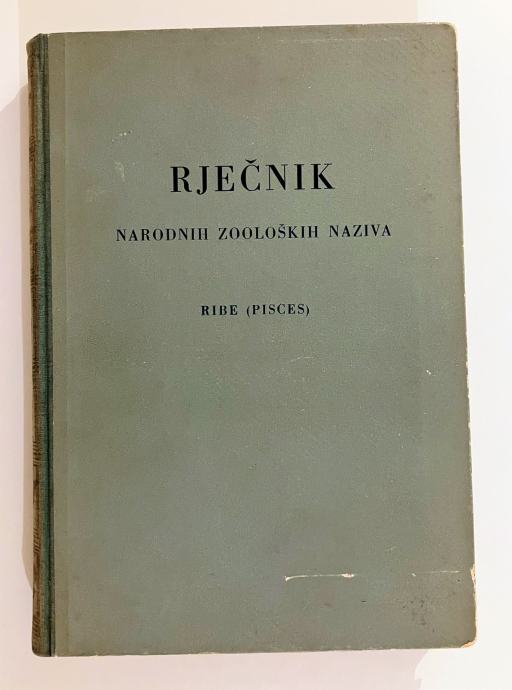 RJEČNIK
NARODNIH ZOOLOŠKIH NAZIVA
RIBE (PISCES)